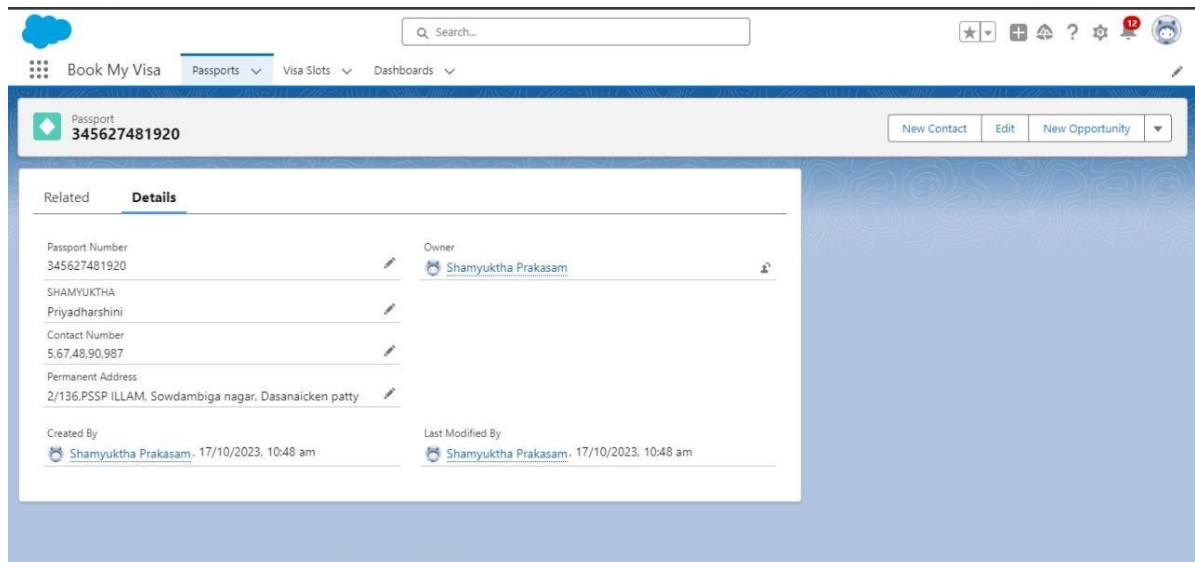 Search...
12
Book My Visa Passports Visa Slots Dashboards
Passport
345627481920
New Contact Edit New Opportunity
Related Details
Passport Number
345627481920
Owner
Shamyuktha Prakasam
SHAMYUKTHA
Priyadharshini
Contact Number
5,67,48,90,987
Permanent Address
2/136,PSSP ILLAM, Sowdambiga nagar, Dasanaicken patty
Created By
Shamyuktha Prakasam, 17/10/2023, 10:48 am
Last Modified By
Shamyuktha Prakasam, 17/10/2023, 10:48 am